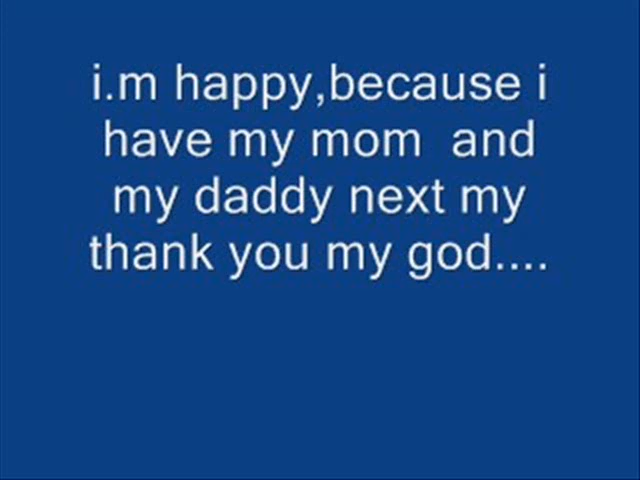 i.m happy,because i
have my mom  and
my daddy next my
thank you my god....